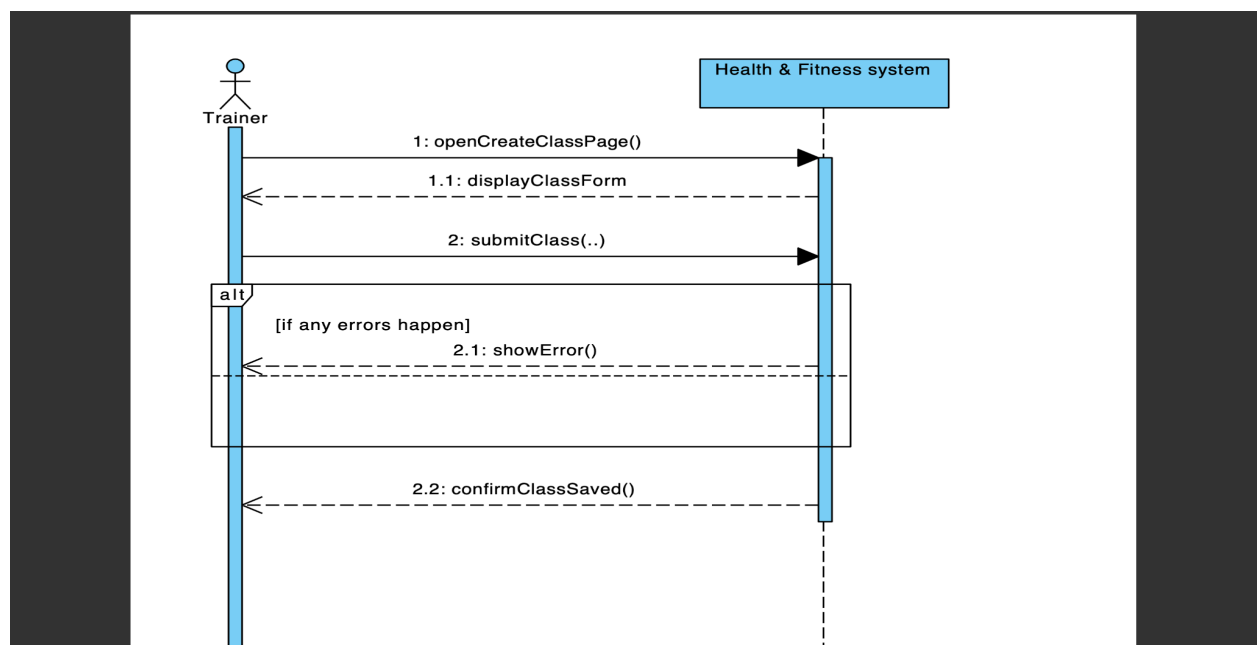 Health & Fitness system
Trainer
1: openCreateClassPage()
1.1: displayClassForm
2: submitClass(..)
alt
[if any errors happen]
2.1: showError()
2.2: confirmClassSaved()